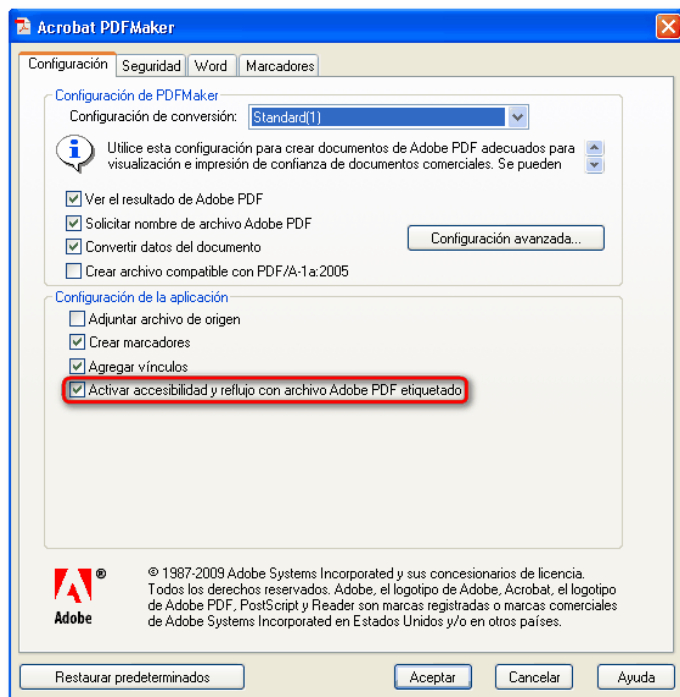 Acrobat PDFMaker
Configuración
Seguridad
Word
Marcadores
Configuración de PDFMaker
Configuración de conversión: Standard(1)
Utilice esta configuración para crear documentos de Adobe PDF adecuados para
visualización e impresión de confianza de documentos comerciales. Se pueden
Ver el resultado de Adobe PDF
Solicitar nombre de archivo Adobe PDF
Convertir datos del documento
Configuración avanzada...
Crear archivo compatible con PDF/A-1a:2005
Configuración de la aplicación
Adjuntar archivo de origen
Crear marcadores
Agregar vínculos
Activar accesibilidad y reflujo con archivo Adobe PDF etiquetado
Adobe
®
© 1987-2009 Adobe Systems Incorporated y sus concesionarios de licencia.
Todos los derechos reservados. Adobe, el logotipo de Adobe, Acrobat, el logotipo
de Adobe PDF, PostScript y Reader son marcas registradas o marcas comerciales
de Adobe Systems Incorporated en Estados Unidos y/o en otros países.
Restaurar predeterminados
Aceptar
Cancelar
Ayuda